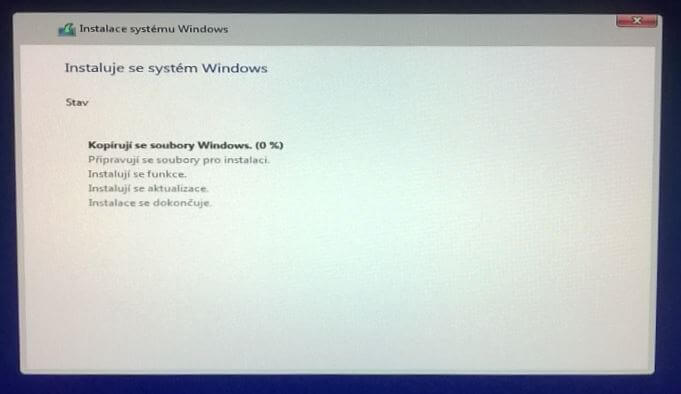 Instalace systému Windows
Instaluje se systém Windows
Stav
Kopírují se soubory Windows. (0 %)
Připravují se soubory pro instalaci.
Instalují se funkce.
Instalují se aktualizace.
Instalace se dokončuje.